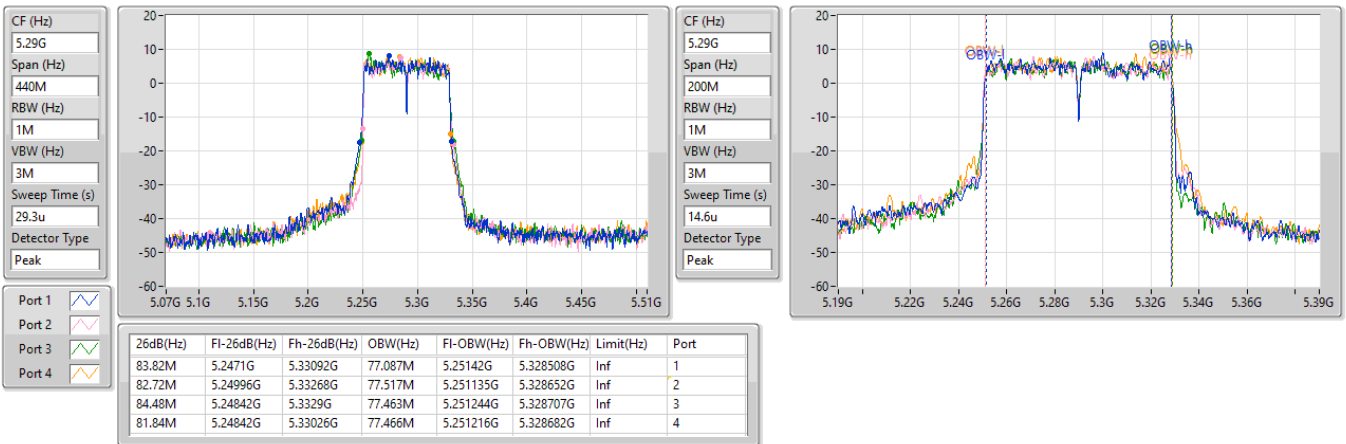 CF (Hz)
5.29G
Span (Hz)
440M
RBW (Hz)
1M
VBW (Hz)
3M
Sweep Time (s)
29.3u
Detector Type
Peak
20
10
0
-10
-20
-30
-40
-50
-60
5.07G 5.1G 5.15G 5.2G 5.25G 5.3G 5.35G 5.4G 5.45G 5.51G
CF (Hz)
5.29G
Span (Hz)
200M
RBW (Hz)
1M
VBW (Hz)
3M
Sweep Time (s)
14.6u
Detector Type
Peak
20
10
0
-10
-20
-30
-40
-50
-60
OBW-l OBW-h
5.19G 5.22G 5.24G 5.26G 5.28G 5.3G 5.32G 5.34G 5.36G 5.39G
Port 1
Port 2
Port 3
Port 4
26dB(Hz) Fl-26dB(Hz) Fh-26dB(Hz) OBW(Hz) Fl-OBW(Hz) Fh-OBW(Hz) Limit(Hz) Port
83.82M 5.2471G 5.33092G 77.087M 5.25142G 5.328508G Inf 1
82.72M 5.24996G 5.33268G 77.517M 5.251135G 5.328652G Inf 2
84.48M 5.24842G 5.3329G 77.463M 5.251244G 5.328707G Inf 3
81.84M 5.24842G 5.33026G 77.466M 5.251216G 5.328682G Inf 4